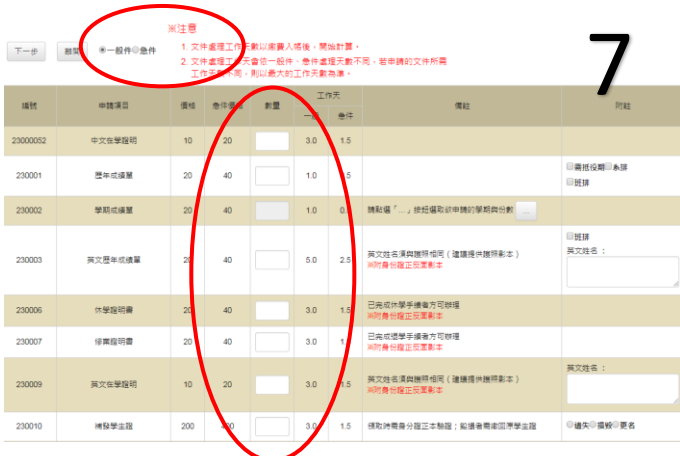 ※注意
下一步 離開 一般件 急件
1. 文件處理工作天數以繳費入帳後，開始計算。
2. 文件處理工作天會依一般件、急件處理天數不同，若申請的文件所需
工作天數不同，則以最大的工作天數為準。
7
編號 申請項目 價格 急件價格 數量 工作天 備註 附註
一般 急件
23000052 中文在學證明 10 20 3.0 1.5
230001 歷年成績單 20 40 1.0 需抵役期 系排
班排
230002 學期成績單 20 40 1.0 請點選『...』按鈕選取欲申請的學期與份數 ...
230003 英文歷年成績單 20 40 5.0 2.5 英文姓名須與護照相同（建議提供護照影本）
※附身份證正反面影本
班排
英文姓名：
230006 休學證明書 20 40 3.0 1.5 已完成休學手續者方可辦理
※附身份證正反面影本
230007 修業證明書 20 40 3.0 已完成退學手續者方可辦理
※附身份證正反面影本
230009 英文在學證明 10 20 3.0 1.5 英文姓名須與護照相同（建議提供護照影本）
※附身份證正反面影本
英文姓名：
230010 補發學生證 200 3.0 1.5 領取時需身分證正本驗證；毀損者需繳回原學生證 遺失 損毀 更名